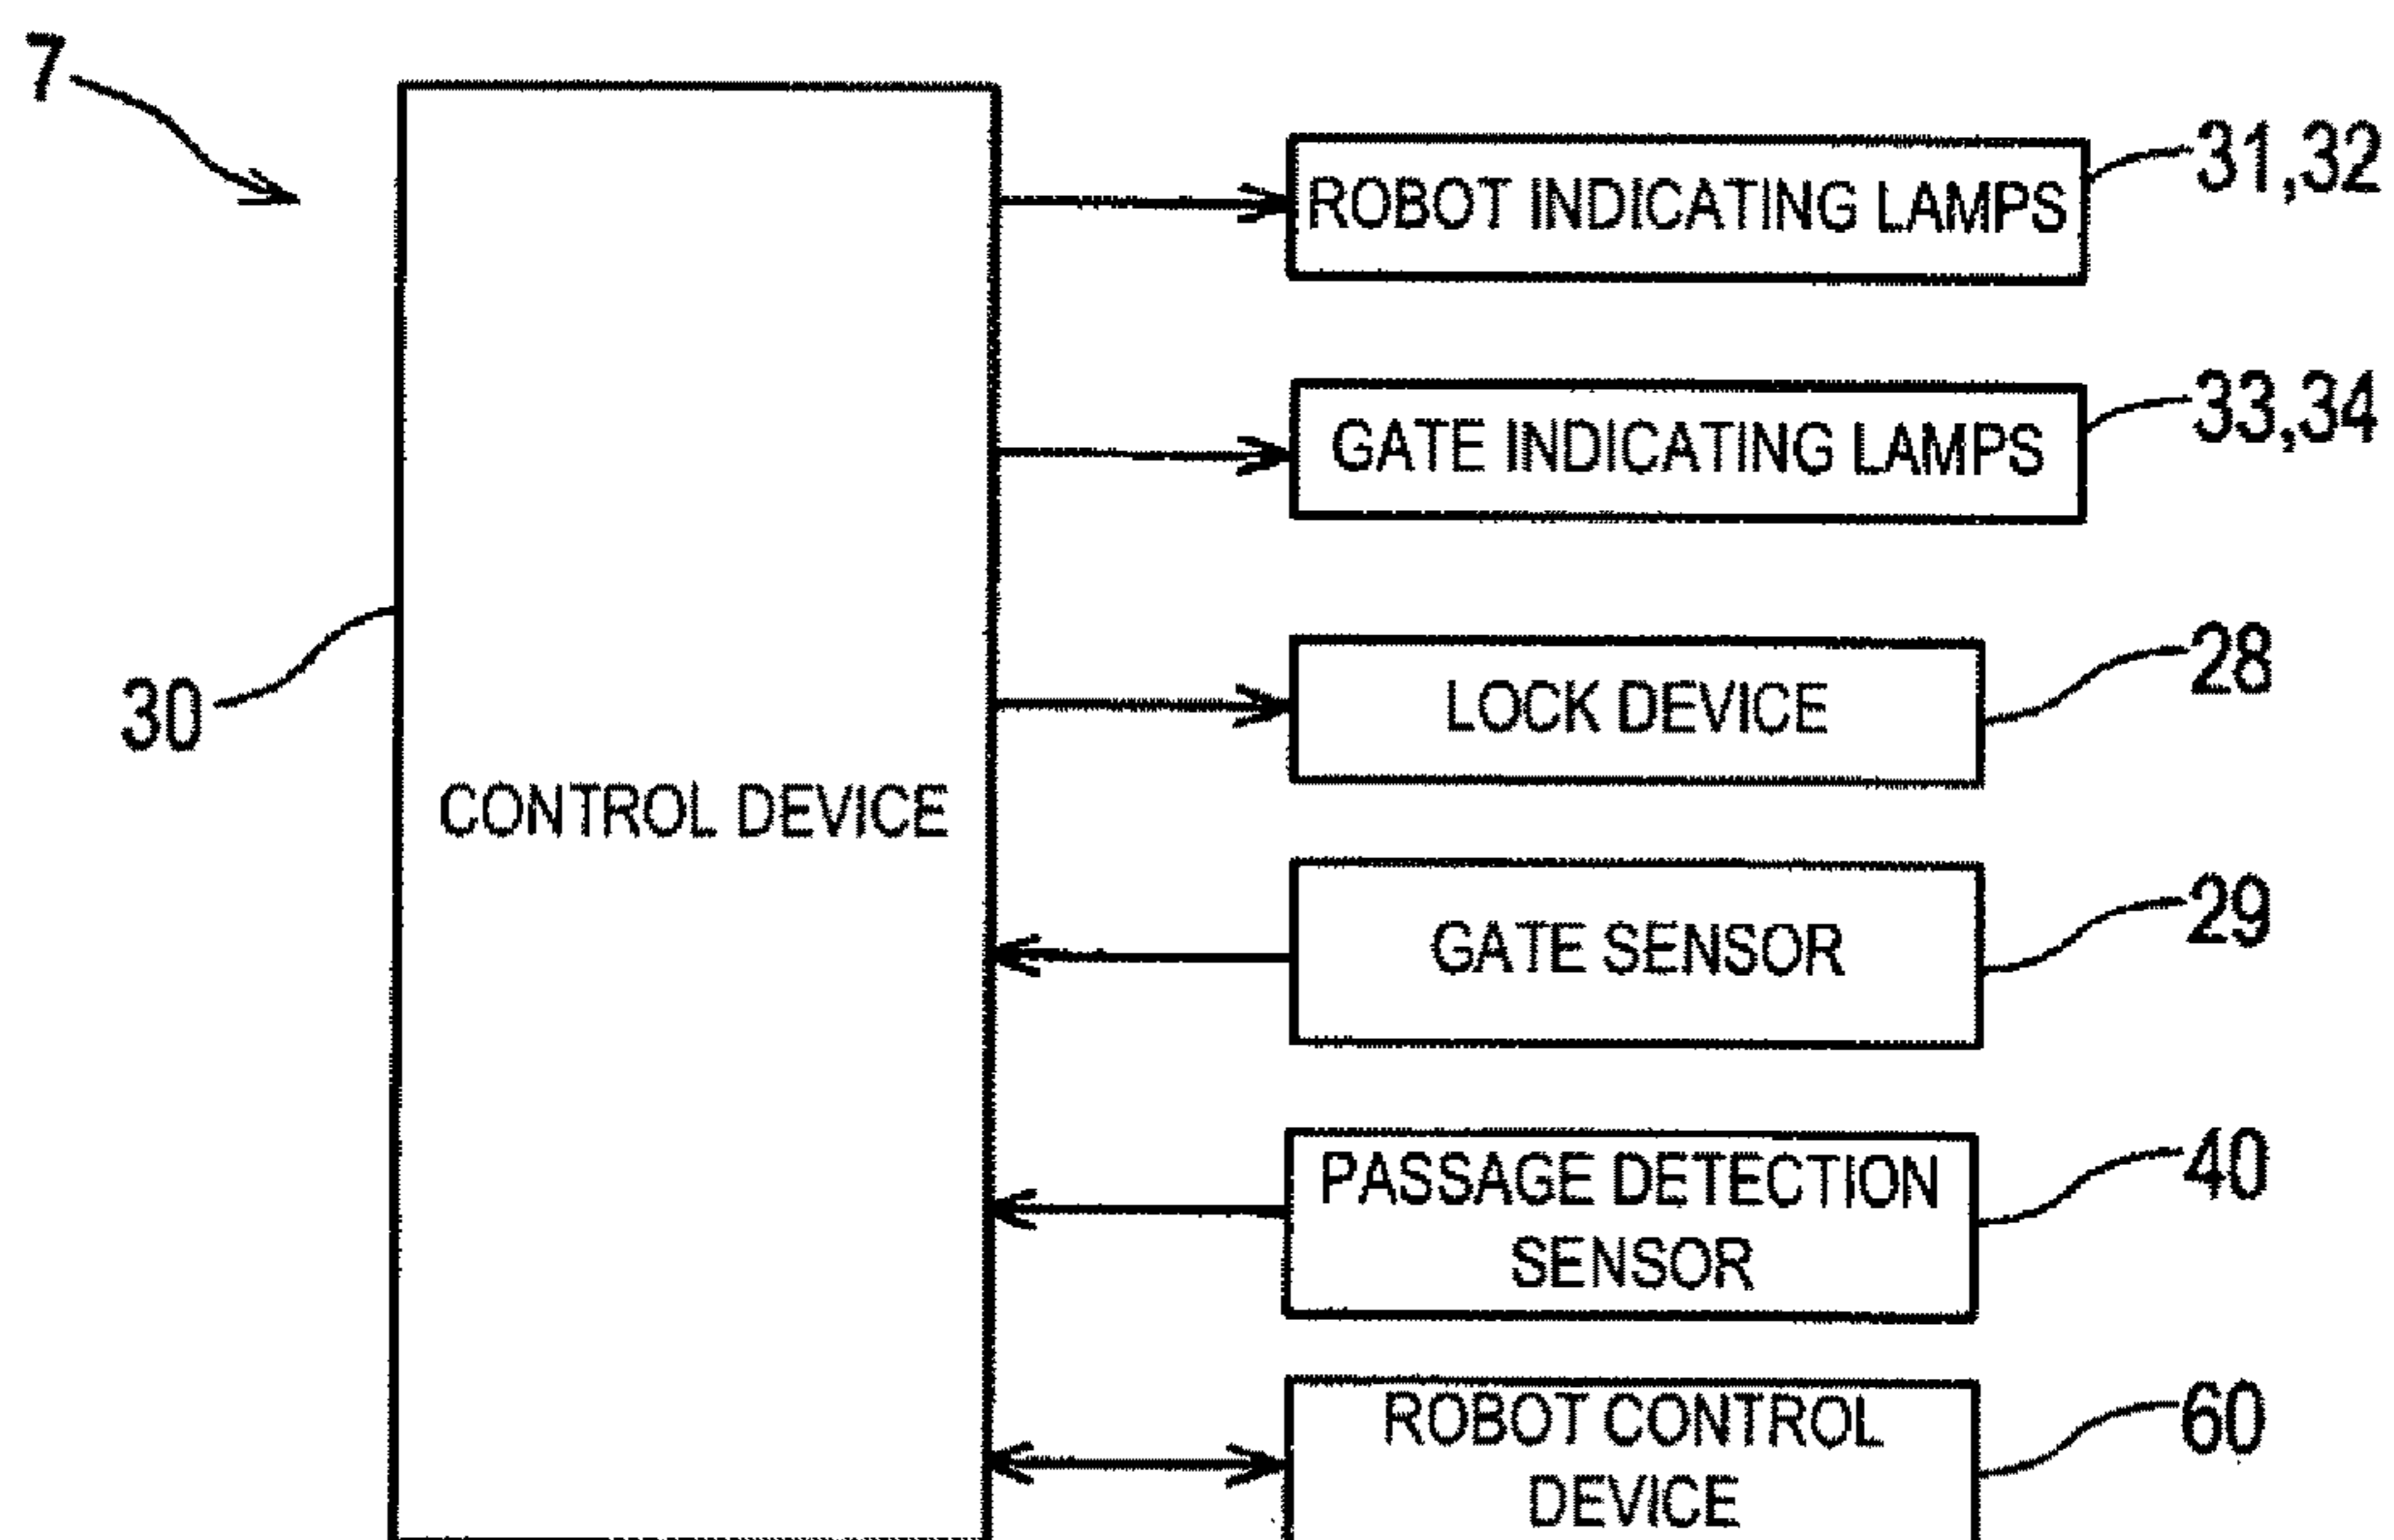 7
ROBOT INDICATING LAMPS
31,32
GATE INDICATING LAMPS
33,34
LOCK DEVICE
28
30
CONTROL DEVICE
GATE SENSOR
29
PASSAGE DETECTION
SENSOR
40
ROBOT CONTROL
DEVICE
60